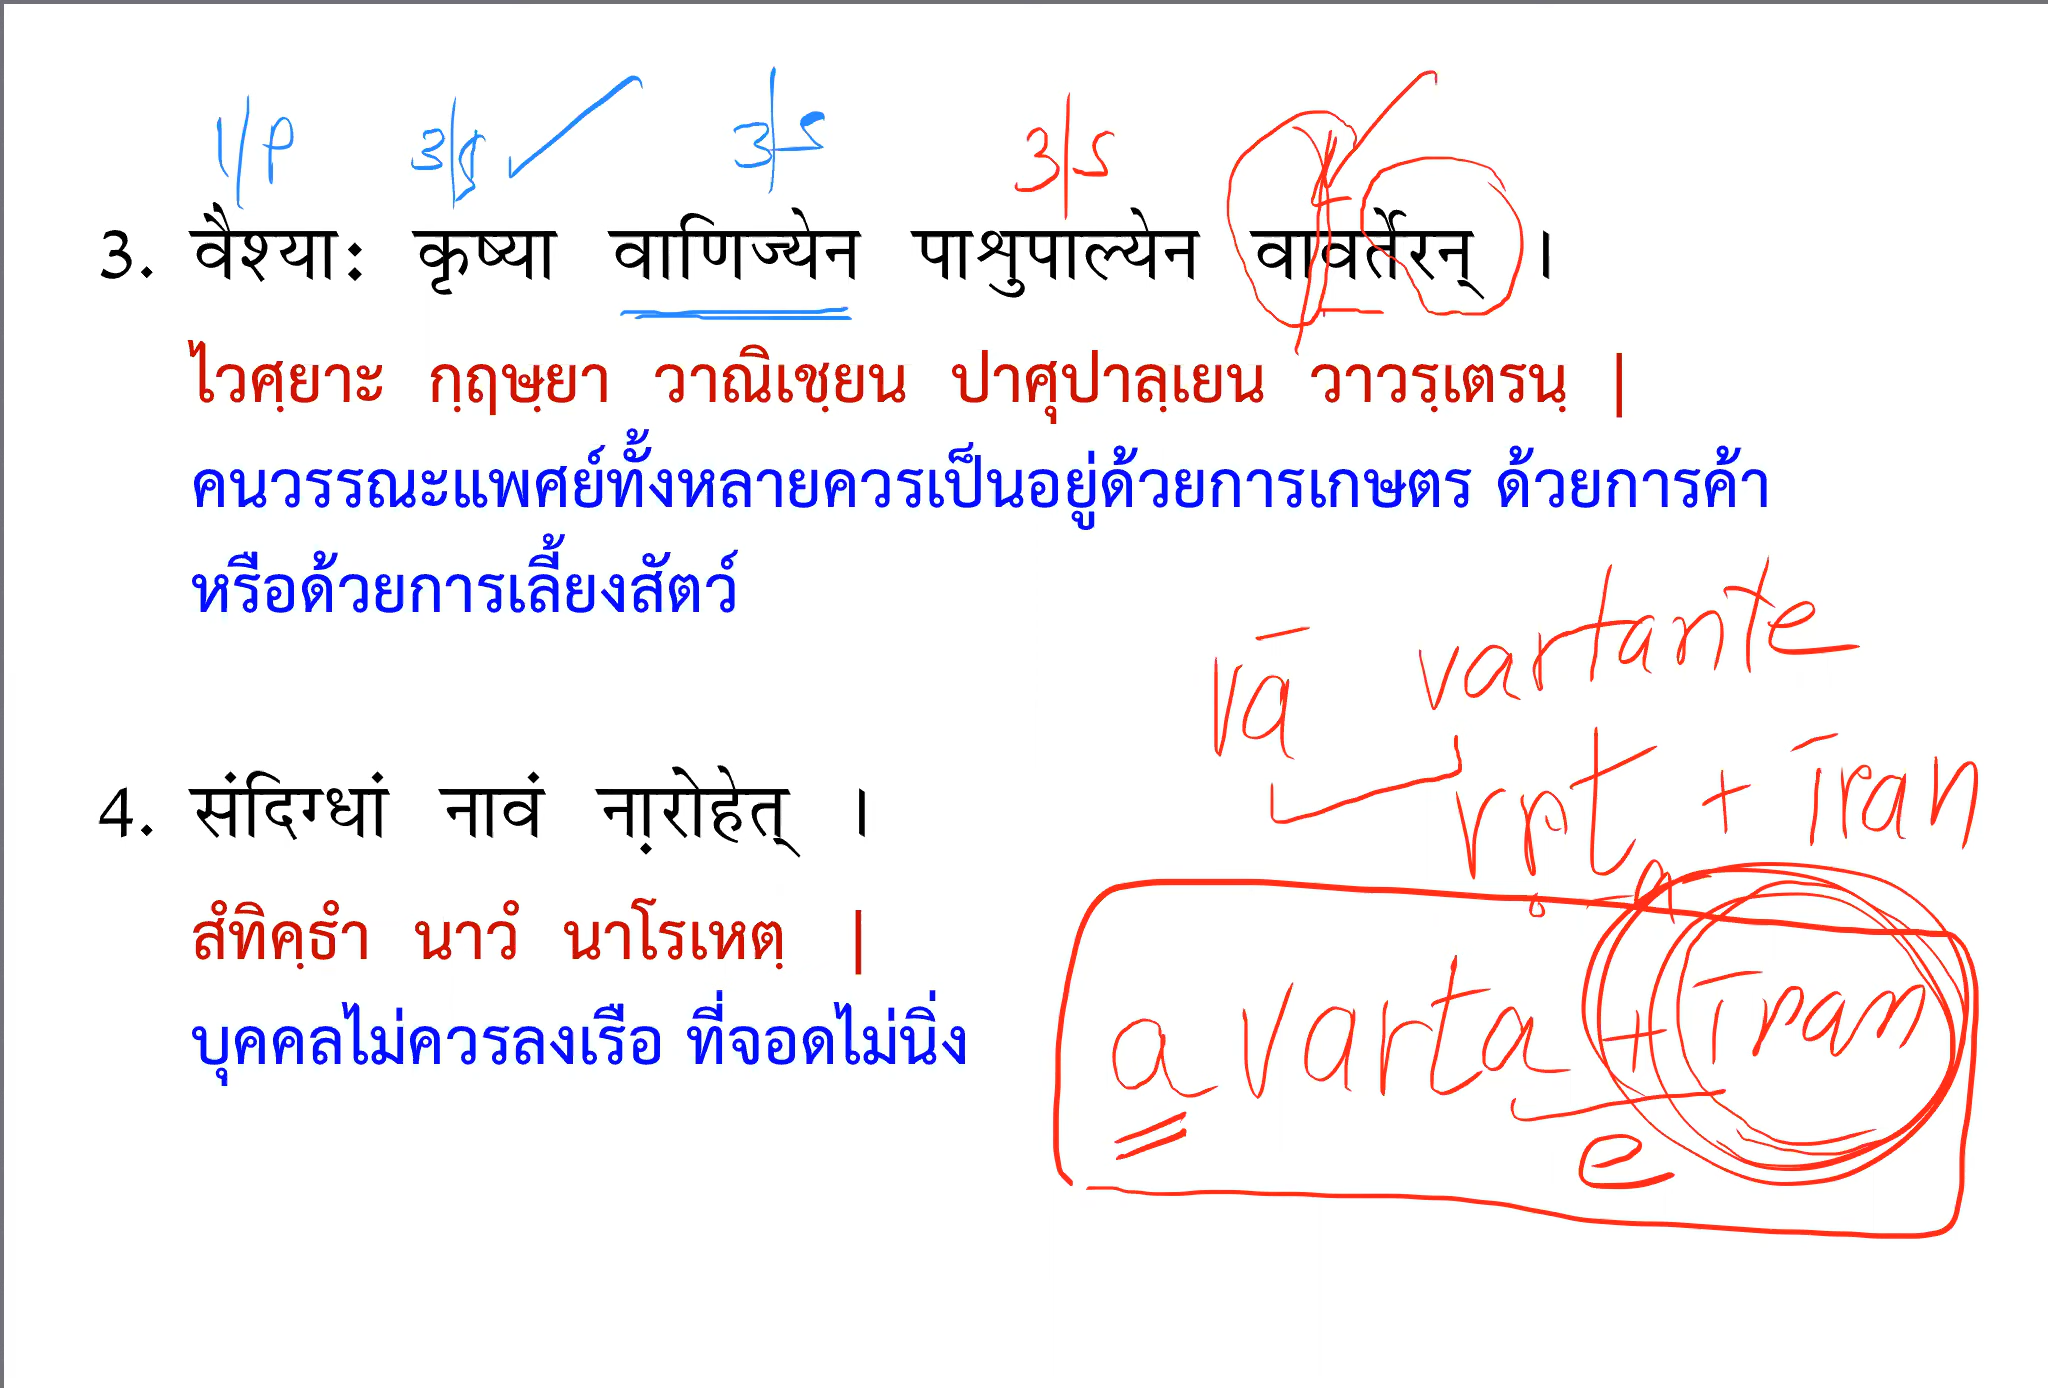 1/P 3/s 3/s 3/s
3. वैश्याः कृष्या वाणिज्येन पाशुपाल्येन वावर्तेरन् ।
ไวศฺยาะ กฺฤษฺยา วาณิเชฺยน ปาศุปาลฺเยน วาวรฺเตรนฺ |
คนวรรณะแพศย์ทั้งหลายควรเป็นอยู่ด้วยการเกษตร ด้วยการค้า
หรือด้วยการเลี้ยงสัตว์
vā vartante
+ īran
4. संदिग्धां नावं ना़रोहेत् ।
สํทิคฺธำ นาวํ นาโรเหตฺ |
บุคคลไม่ควรลงเรือ ที่จอดไม่นิ่ง
a varta + īran
e